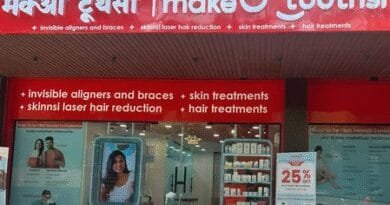 मेकओ टूथसी | makeO toothsi
• invisible aligners and braces • skinnsi laser hair reduction • skin treatments • hair treatments
+ invisible aligners and braces + skin treatments
+ skinnsi laser hair reduction + hair treatments
25%